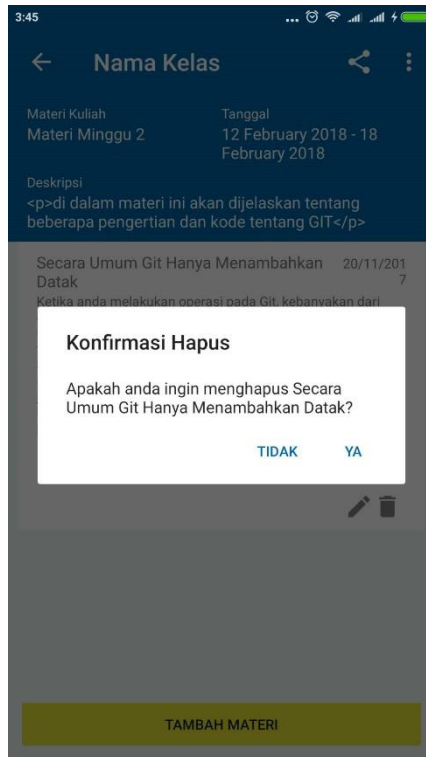 3:45
...
Nama Kelas
Materi Kuliah
Materi Minggu 2
Tanggal
12 February 2018 - 18
February 2018
Deskripsi
<p>di dalam materi ini akan dijelaskan tentang
beberapa pengertian dan kode tentang GIT</p>
Secara Umum Git Hanya Menambahkan
Datak
20/11/201
7
Ketika anda melakukan operasi pada Git, kebanyakan dari
Konfirmasi Hapus
Apakah anda ingin menghapus Secara
Umum Git Hanya Menambahkan Datak?
TIDAK YA
TAMBAH MATERI